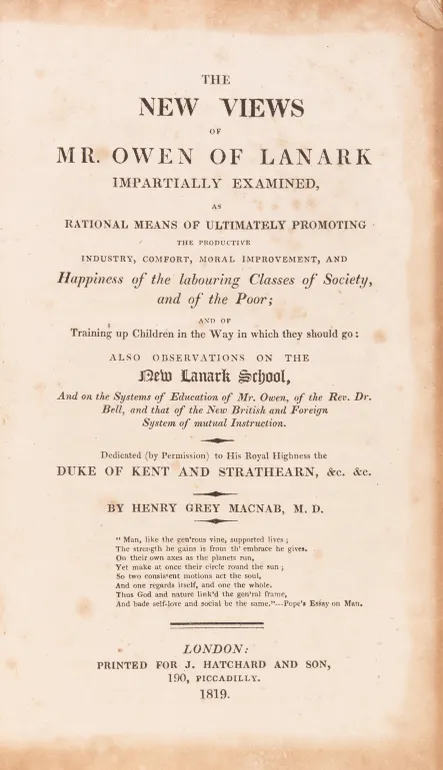 THE
NEW VIEWS
OF
MR. OWEN OF LANARK
IMPARTIALLY EXAMINED,
AS
RATIONAL MEANS OF ULTIMATELY PROMOTING
THE PRODUCTIVE
INDUSTRY, COMFORT, MORAL IMPROVEMENT, AND
Happiness of the labouring Classes of Society,
and of the Poor;
AND OF
Training up Children in the Way in which they should go:
ALSO OBSERVATIONS ON THE
New Lanark School,
And on the Systems of Education of Mr. Owen, of the Rev. Dr.
Bell, and that of the New British and Foreign
System of mutual Instruction.
Dedicated (by Permission) to His Royal Highness the
DUKE OF KENT AND STRATHEARN, &c. &c.
BY HENRY GREY MACNAB, M. D.
" Man, like the gen'rous vine, supported lives;
The strength he gains is from th' embrace he gives.
On their own axes as the planets run,
Yet make at once their circle round the sun;
So two consistent motions act the soul,
And one regards itself, and one the whole.
Thus God and nature link'd the gen'ral frame,
And bade self-love and social be the same."—Pope's Essay on Man.
LONDON:
PRINTED FOR J. HATCHARD AND SON,
190, PICCADILLY.
1819.